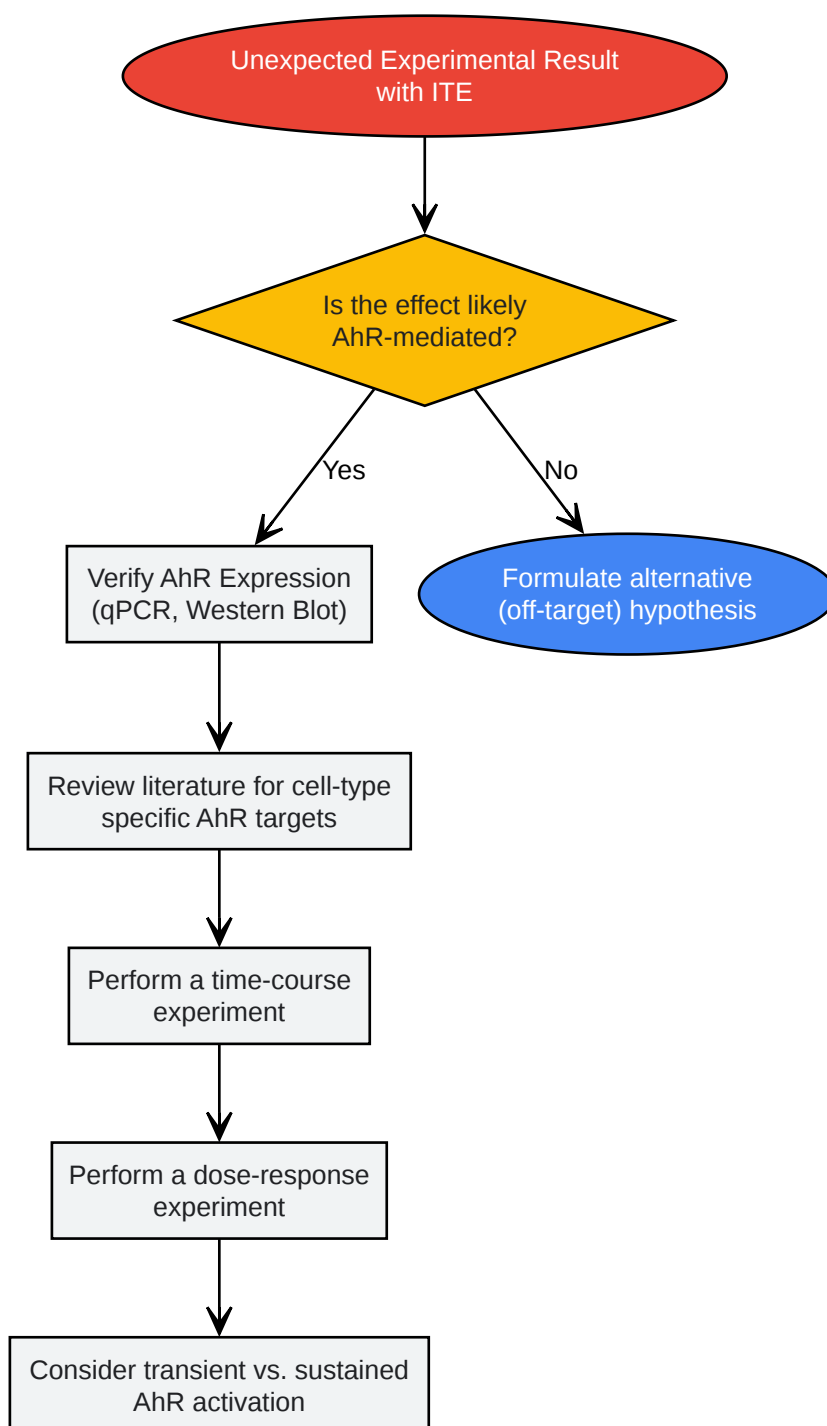 Unexpected Experimental Result
with ITE
Is the effect likely
AhR-mediated?
Yes
No
Verify AhR Expression
(qPCR, Western Blot)
Formulate alternative
(off-target) hypothesis
Review literature for cell-type
specific AhR targets
Perform a time-course
experiment
Perform a dose-response
experiment
Consider transient vs. sustained
AhR activation